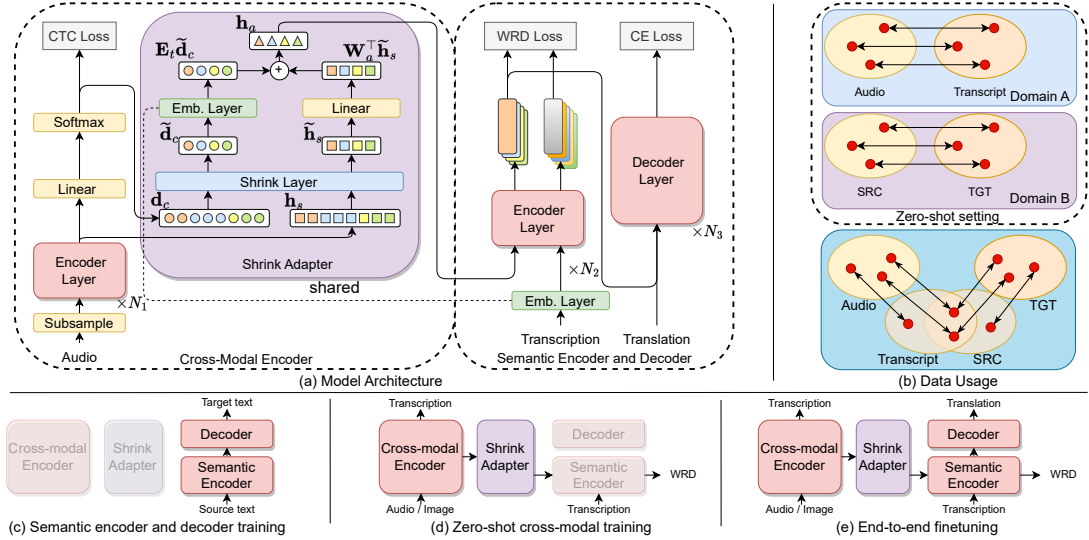 CTC Loss
Softmax
Linear
Encoder
Layer
×N₁
Subsample
Audio
h_a
E_t d̃_c
W_a^⊤ h̃_s
+
Emb. Layer
Linear
d̃_c
h̃_s
Shrink Layer
d_c
h_s
Shrink Adapter
shared
Cross-Modal Encoder
WRD Loss
CE Loss
Encoder
Layer
×N₂
Decoder
Layer
×N₃
Emb. Layer
Transcription
Translation
Semantic Encoder and Decoder
(a) Model Architecture
Audio
Transcript
Domain A
SRC
TGT
Domain B
Zero-shot setting
Audio
TGT
Transcript
SRC
(b) Data Usage
Cross-modal
Encoder
Shrink
Adapter
Target text
Decoder
Semantic
Encoder
Source text
(c) Semantic encoder and decoder training
Transcription
Cross-modal
Encoder
Audio / Image
Shrink
Adapter
Decoder
Semantic
Encoder
WRD
Transcription
(d) Zero-shot cross-modal training
Transcription
Cross-modal
Encoder
Audio / Image
Shrink
Adapter
Translation
Decoder
Semantic
Encoder
WRD
Transcription
(e) End-to-end finetuning